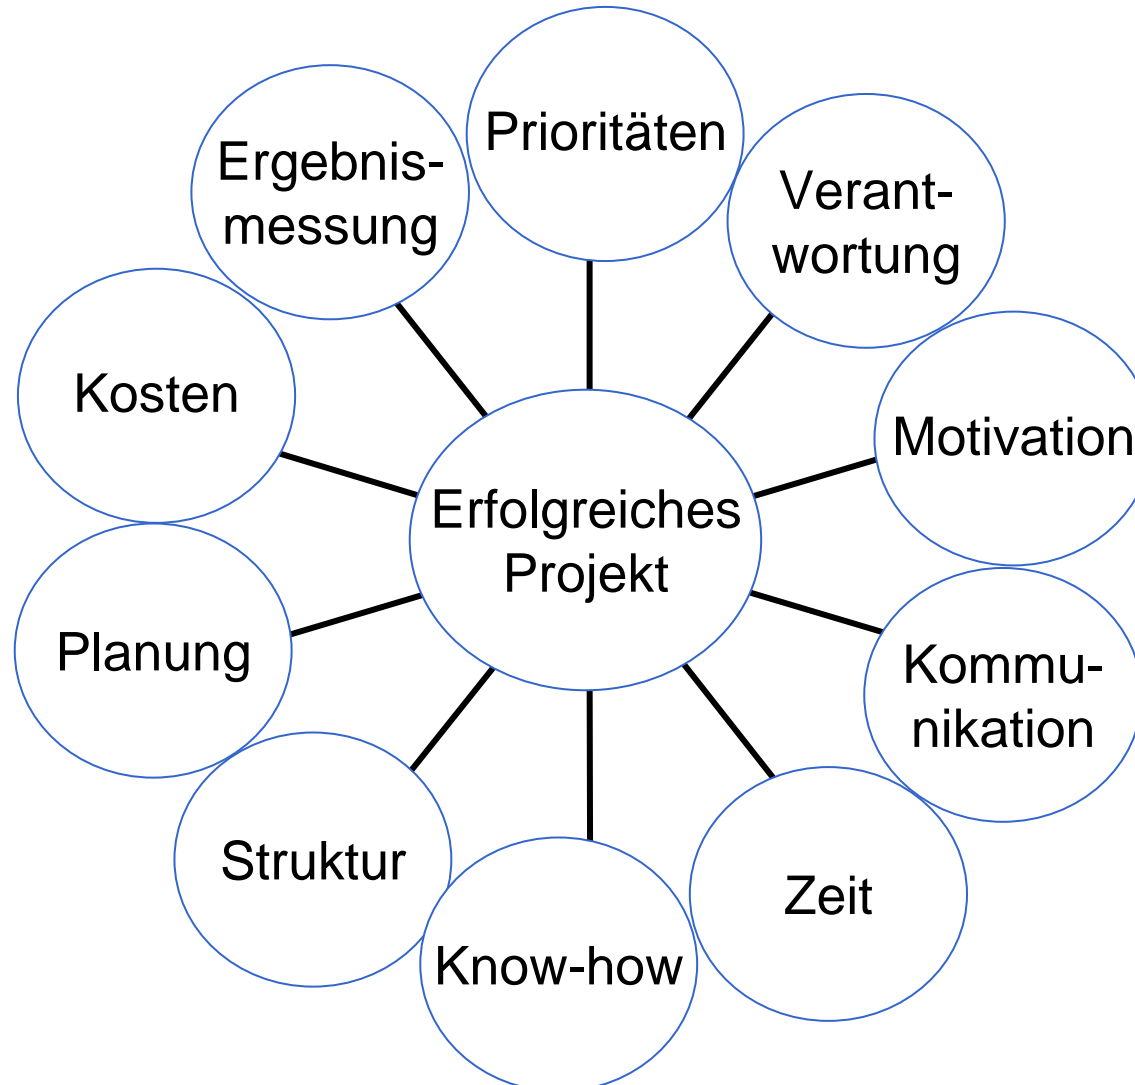 Prioritäten
Ergebnis-
messung
Verant-
wortung
Kosten
Motivation
Erfolgreiches
Projekt
Planung
Kommu-
nikation
Struktur
Zeit
Know-how